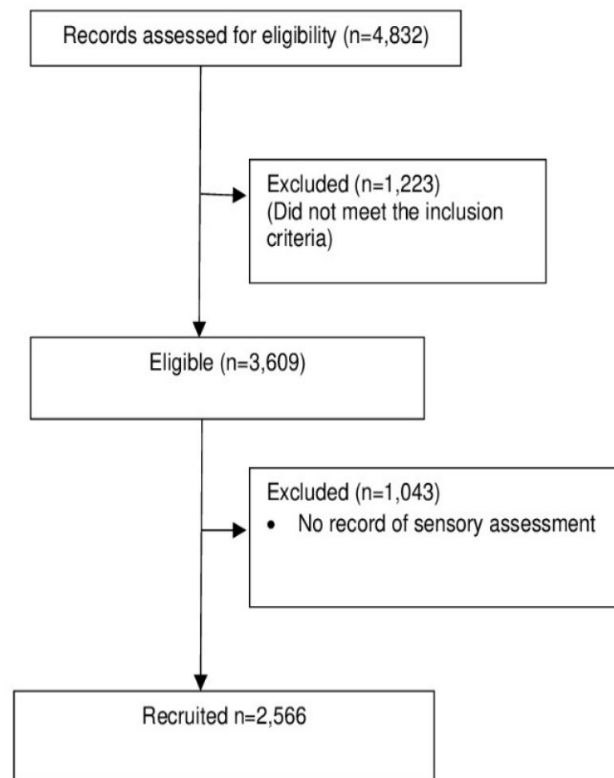 Records assessed for eligibility (n=4,832)
Excluded (n=1,223)
(Did not meet the inclusion
criteria)
Eligible (n=3,609)
Excluded (n=1,043)
• No record of sensory assessment
Recruited n=2,566